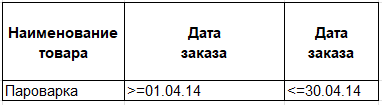 Наименование товара Дата заказа Дата заказа
Пароварка >=01.04.14 <=30.04.14